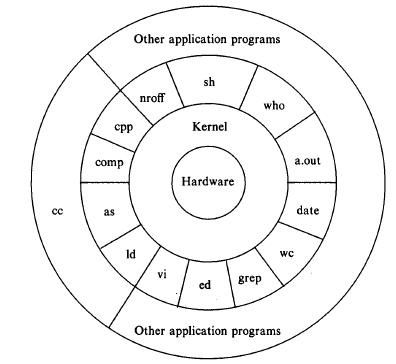 Other application programs
sh
nroff
who
cpp
Kernel
comp
a.out
Hardware
cc
as
date
ld
wc
vi
ed
grep
Other application programs